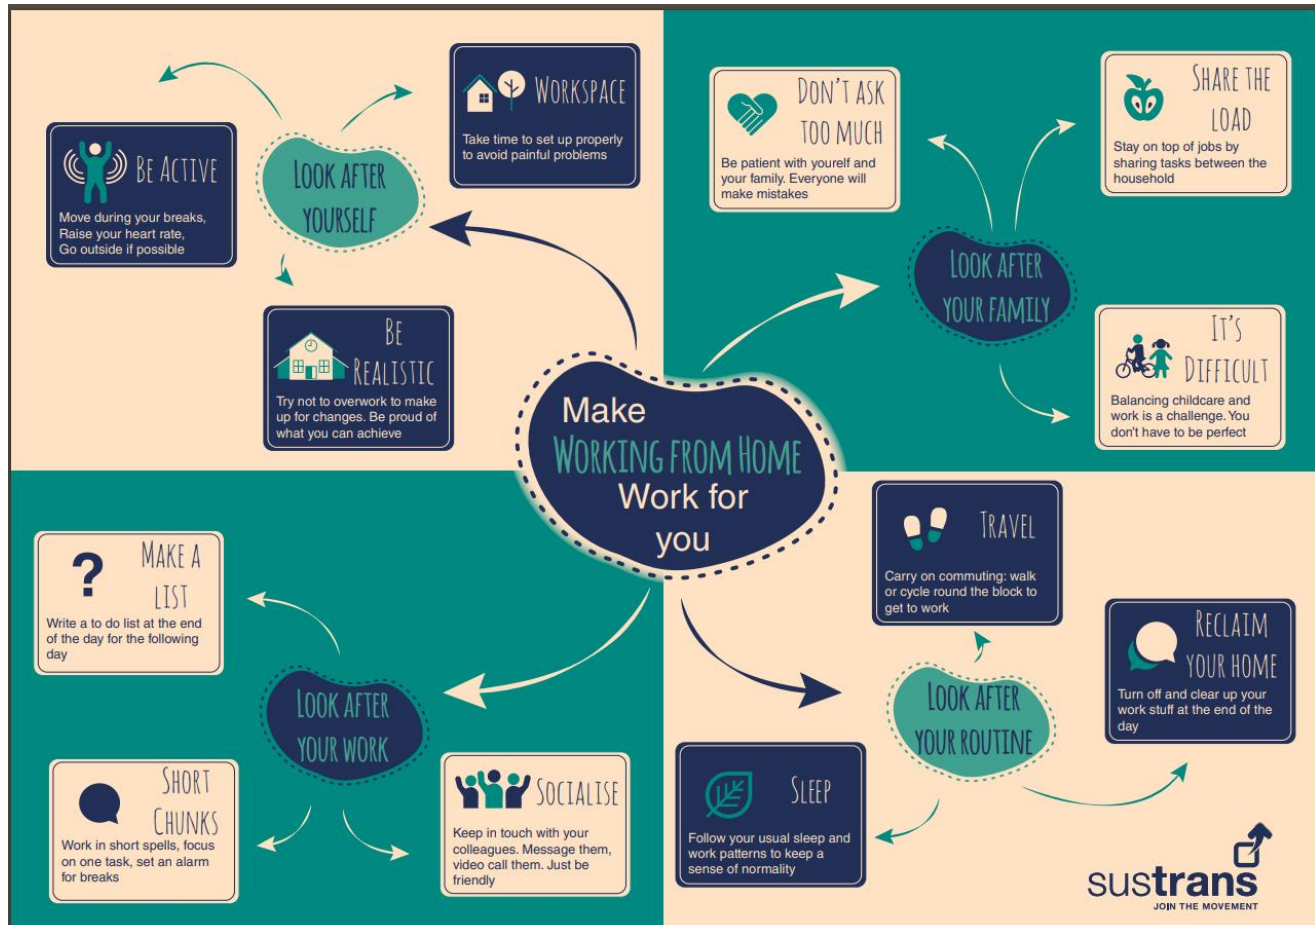 Make
WORKING FROM HOME
Work for
you
LOOK AFTER
YOURSELF
BE ACTIVE
Move during your breaks,
Raise your heart rate,
Go outside if possible
WORKSPACE
Take time to set up properly
to avoid painful problems
BE
REALISTIC
Try not to overwork to make
up for changes. Be proud of
what you can achieve
LOOK AFTER
YOUR FAMILY
DON'T ASK
TOO MUCH
Be patient with yourelf and
your family. Everyone will
make mistakes
SHARE THE
LOAD
Stay on top of jobs by
sharing tasks between the
household
IT'S
DIFFICULT
Balancing childcare and
work is a challenge. You
don't have to be perfect
LOOK AFTER
YOUR WORK
MAKE A
LIST
Write a to do list at the end
of the day for the following
day
?
SHORT
CHUNKS
Work in short spells, focus
on one task, set an alarm
for breaks
SOCIALISE
Keep in touch with your
colleagues. Message them,
video call them. Just be
friendly
LOOK AFTER
YOUR ROUTINE
TRAVEL
Carry on commuting: walk
or cycle round the block to
get to work
RECLAIM
YOUR HOME
Turn off and clear up your
work stuff at the end of the
day
SLEEP
Follow your usual sleep and
work patterns to keep a
sense of normality
sustrans
JOIN THE MOVEMENT